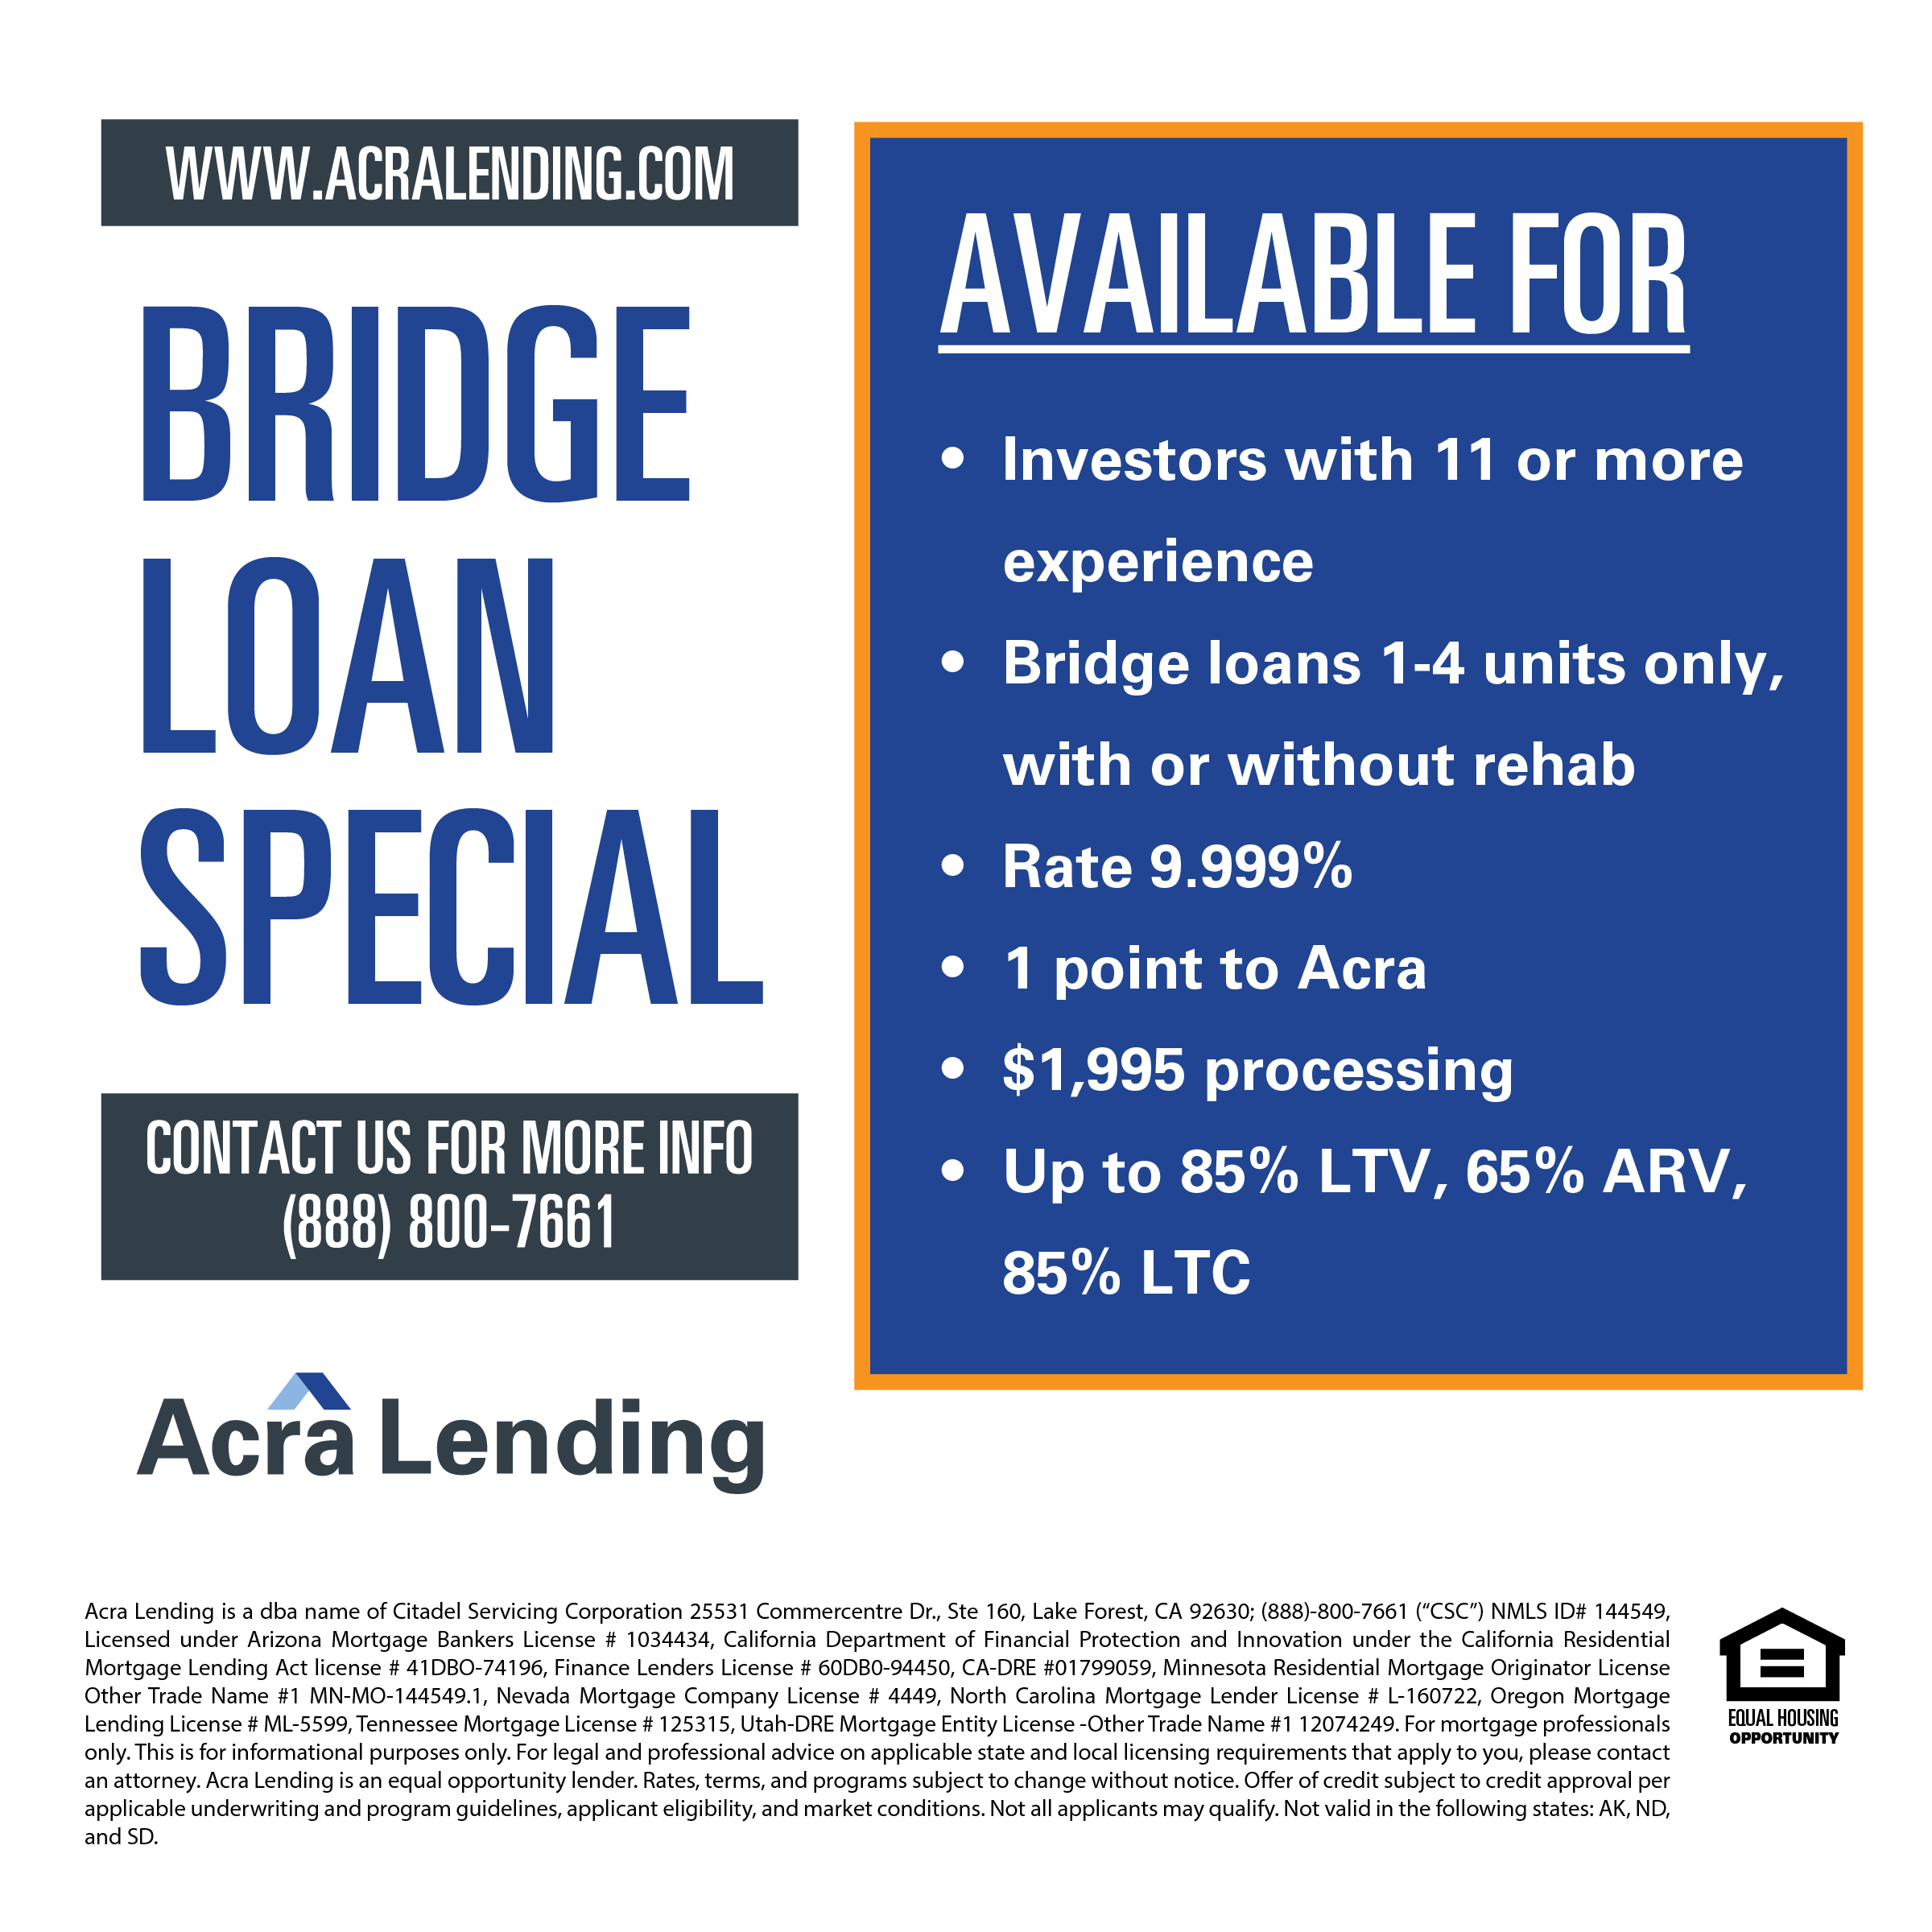 WWW.ACRALENDING.COM
BRIDGE
LOAN
SPECIAL
CONTACT US FOR MORE INFO
(888) 800-7661
Acra Lending
AVAILABLE FOR
• Investors with 11 or more
experience
• Bridge loans 1-4 units only,
with or without rehab
• Rate 9.999%
• 1 point to Acra
• $1,995 processing
• Up to 85% LTV, 65% ARV,
85% LTC
Acra Lending is a dba name of Citadel Servicing Corporation 25531 Commercentre Dr., Ste 160, Lake Forest, CA 92630; (888)-800-7661 (“CSC”) NMLS ID# 144549,
Licensed under Arizona Mortgage Bankers License # 1034434, California Department of Financial Protection and Innovation under the California Residential
Mortgage Lending Act license # 41DBO-74196, Finance Lenders License # 60DB0-94450, CA-DRE #01799059, Minnesota Residential Mortgage Originator License
Other Trade Name #1 MN-MO-144549.1, Nevada Mortgage Company License # 4449, North Carolina Mortgage Lender License # L-160722, Oregon Mortgage
Lending License # ML-5599, Tennessee Mortgage License # 125315, Utah-DRE Mortgage Entity License -Other Trade Name #1 12074249. For mortgage professionals
only. This is for informational purposes only. For legal and professional advice on applicable state and local licensing requirements that apply to you, please contact
an attorney. Acra Lending is an equal opportunity lender. Rates, terms, and programs subject to change without notice. Offer of credit subject to credit approval per
applicable underwriting and program guidelines, applicant eligibility, and market conditions. Not all applicants may qualify. Not valid in the following states: AK, ND,
and SD.
EQUAL HOUSING
OPPORTUNITY